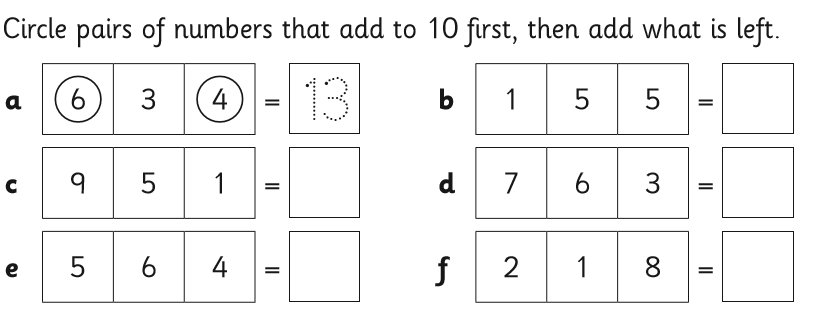 Circle pairs of numbers that add to 10 first, then add what is left.
a 6 3 4 = 13 b 1 5 5 =
c 9 5 1 = d 7 6 3 =
e 5 6 4 = f 2 1 8 =